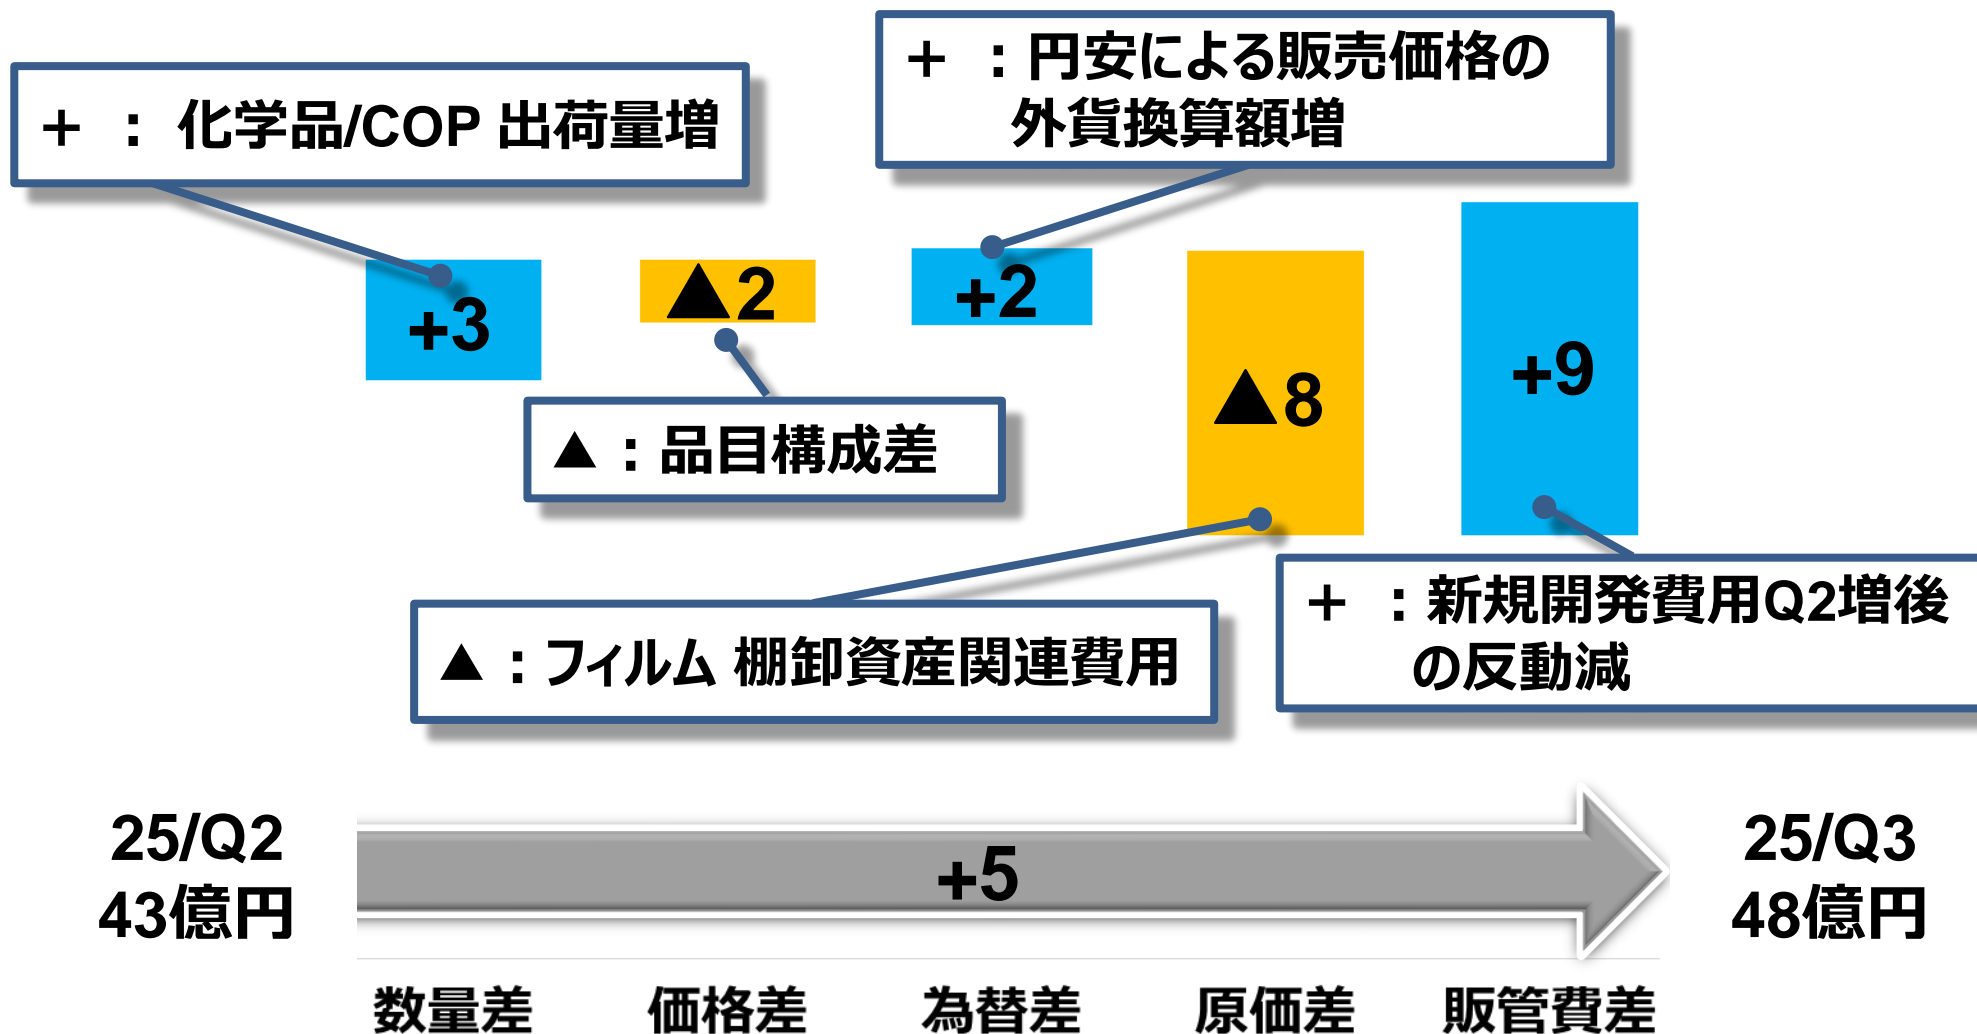 ＋ ：円安による販売価格の
外貨換算額増
＋ ： 化学品/COP 出荷量増
+3
▲2
+2
▲8
+9
▲：品目構成差
▲：フィルム 棚卸資産関連費用
＋ ：新規開発費用Q2増後
の反動減
25/Q2
43億円
+5
25/Q3
48億円
数量差
価格差
為替差
原価差
販管費差